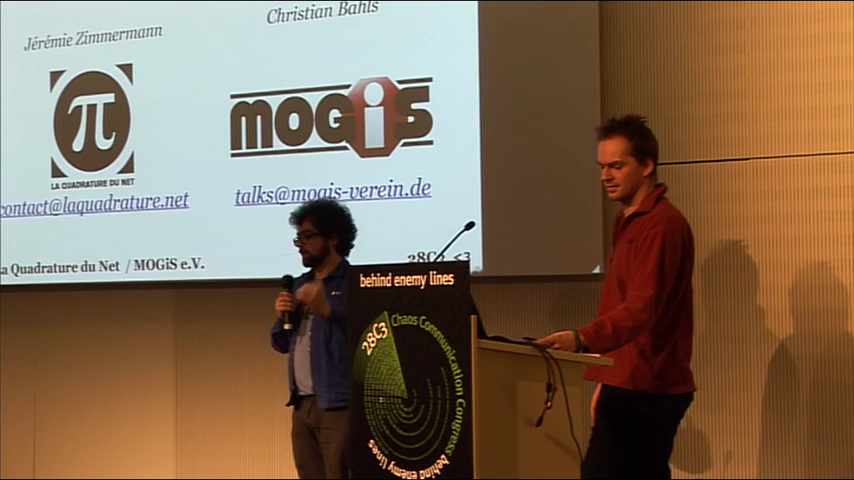 Jérémie Zimmermann
Christian Bahls
π
LA QUADRATURE DU NET
MOGiS
contact@laquadrature.net
talks@mogis-verein.de
La Quadrature du Net / MOGiS e.V.
28C3 <3
behind enemy lines
28C3
Chaos Communication Congress
behind enemy lines